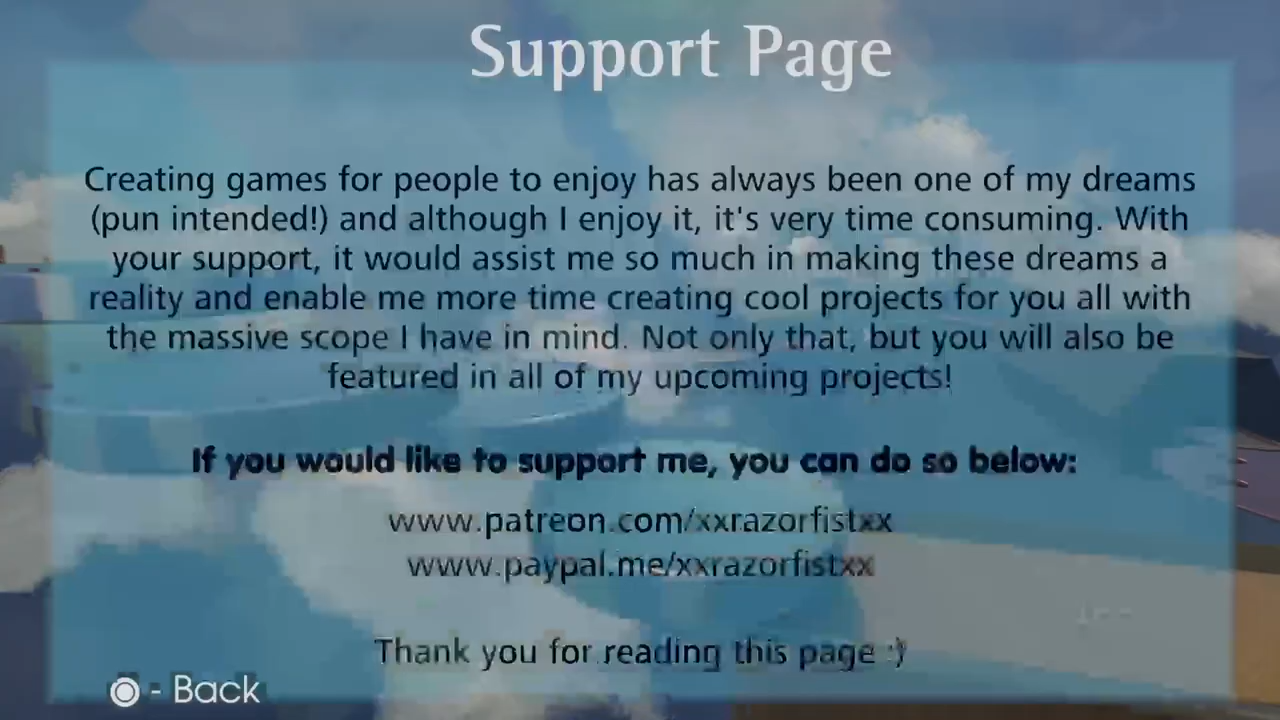 Support Page
Creating games for people to enjoy has always been one of my dreams
(pun intended!) and although I enjoy it, it's very time consuming. With
your support, it would assist me so much in making these dreams a
reality and enable me more time creating cool projects for you all with
the massive scope I have in mind. Not only that, but you will also be
featured in all of my upcoming projects!
If you would like to support me, you can do so below:
www.patreon.com/xxrazorfistxx
www.paypal.me/xxrazorfistxx
Thank you for reading this page :)
- Back